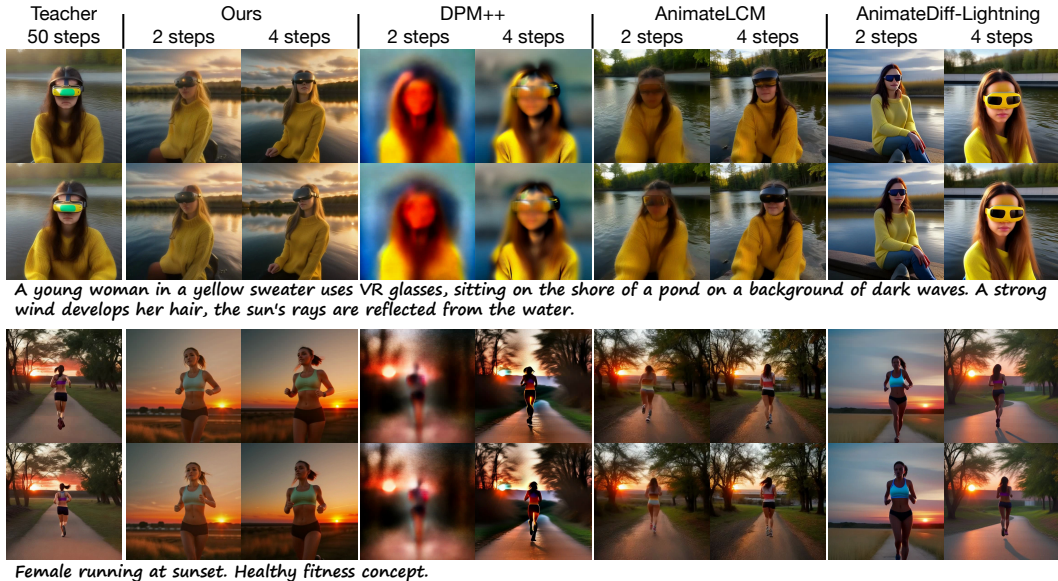 Teacher Ours DPM++ AnimateLCM AnimateDiff-Lightning
50 steps 2 steps 4 steps 2 steps 4 steps 2 steps 4 steps 2 steps 4 steps
A young woman in a yellow sweater uses VR glasses, sitting on the shore of a pond on a background of dark waves. A strong
wind develops her hair, the sun's rays are reflected from the water.
Female running at sunset. Healthy fitness concept.